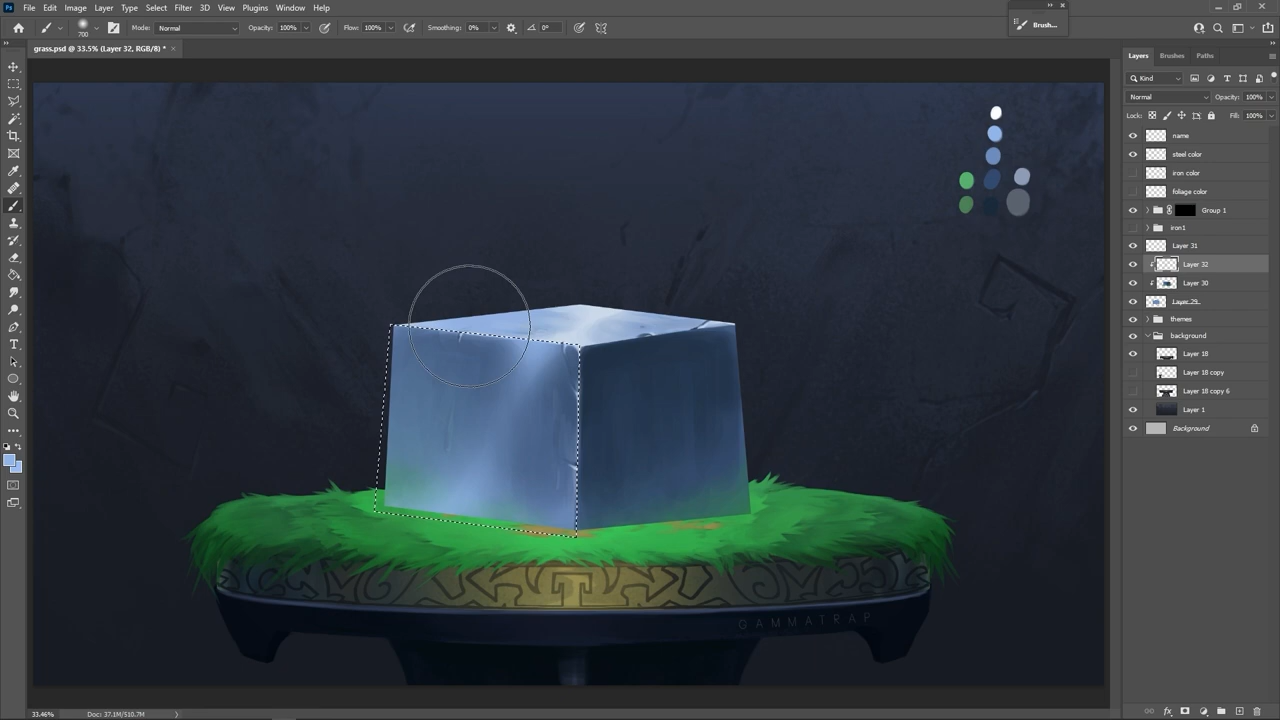 File Edit Image Layer Type Select Filter 3D View Plugins Window Help
Brush...
700 Mode: Normal Opacity: 100% Flow: 100% Smoothing: 0% 0°
grass.psd @ 33.5% (Layer 32, RGB/8) *
Layers Brushes Paths
Kind
Normal Opacity: 100%
Lock: Fill: 100%
name
steel color
iron color
foliage color
Group 1
iron1
Layer 31
Layer 32
Layer 30
Layer 29
themes
background
Layer 18
Layer 18 copy
Layer 18 copy 6
Layer 1
Background
GAMMATRAP
33.46% Doc: 37.1M/510.7M